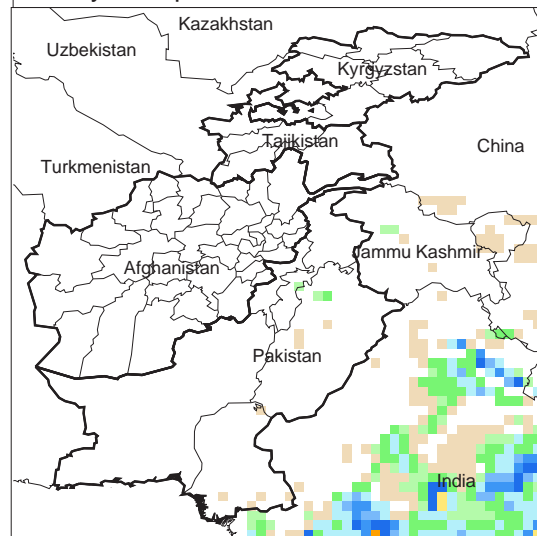 Kazakhstan
Uzbekistan
Kyrgyzstan
Tajikistan
China
Turkmenistan
Jammu Kashmir
Afghanistan
Pakistan
India